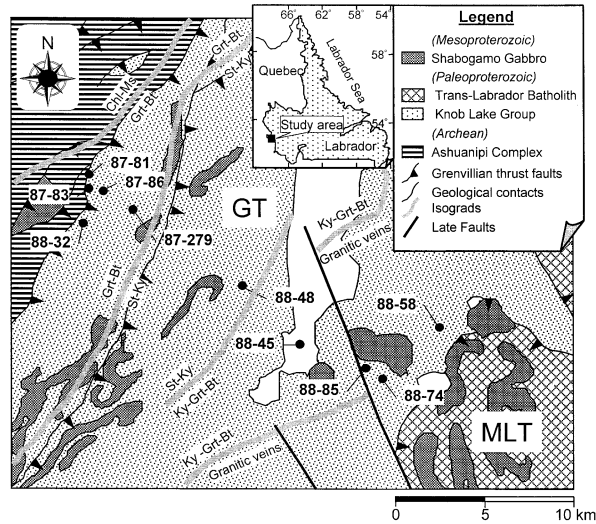 N
66° 62° 58° 54°
58°
54°
Quebec
Labrador Sea
Study area
Labrador
Legend
(Mesoproterozoic)
Shabogamo Gabbro
(Paleoproterozoic)
Trans-Labrador Batholith
Knob Lake Group
(Archean)
Ashuanipi Complex
Grenvillian thrust faults
Geological contacts
Isograds
Late Faults
Chl-Ms
Grt-Bt
Grt-Bt
St-Ky
87-81
87-86
87-83
88-32
87-279
GT
Ky-Grt-Bt
Granitic veins
Grt-Bt
St-Ky
88-48
88-58
88-45
88-85
88-74
St-Ky
Ky-Grt-Bt
MLT
Ky -Grt-Bt
Granitic veins
0 5 10 km